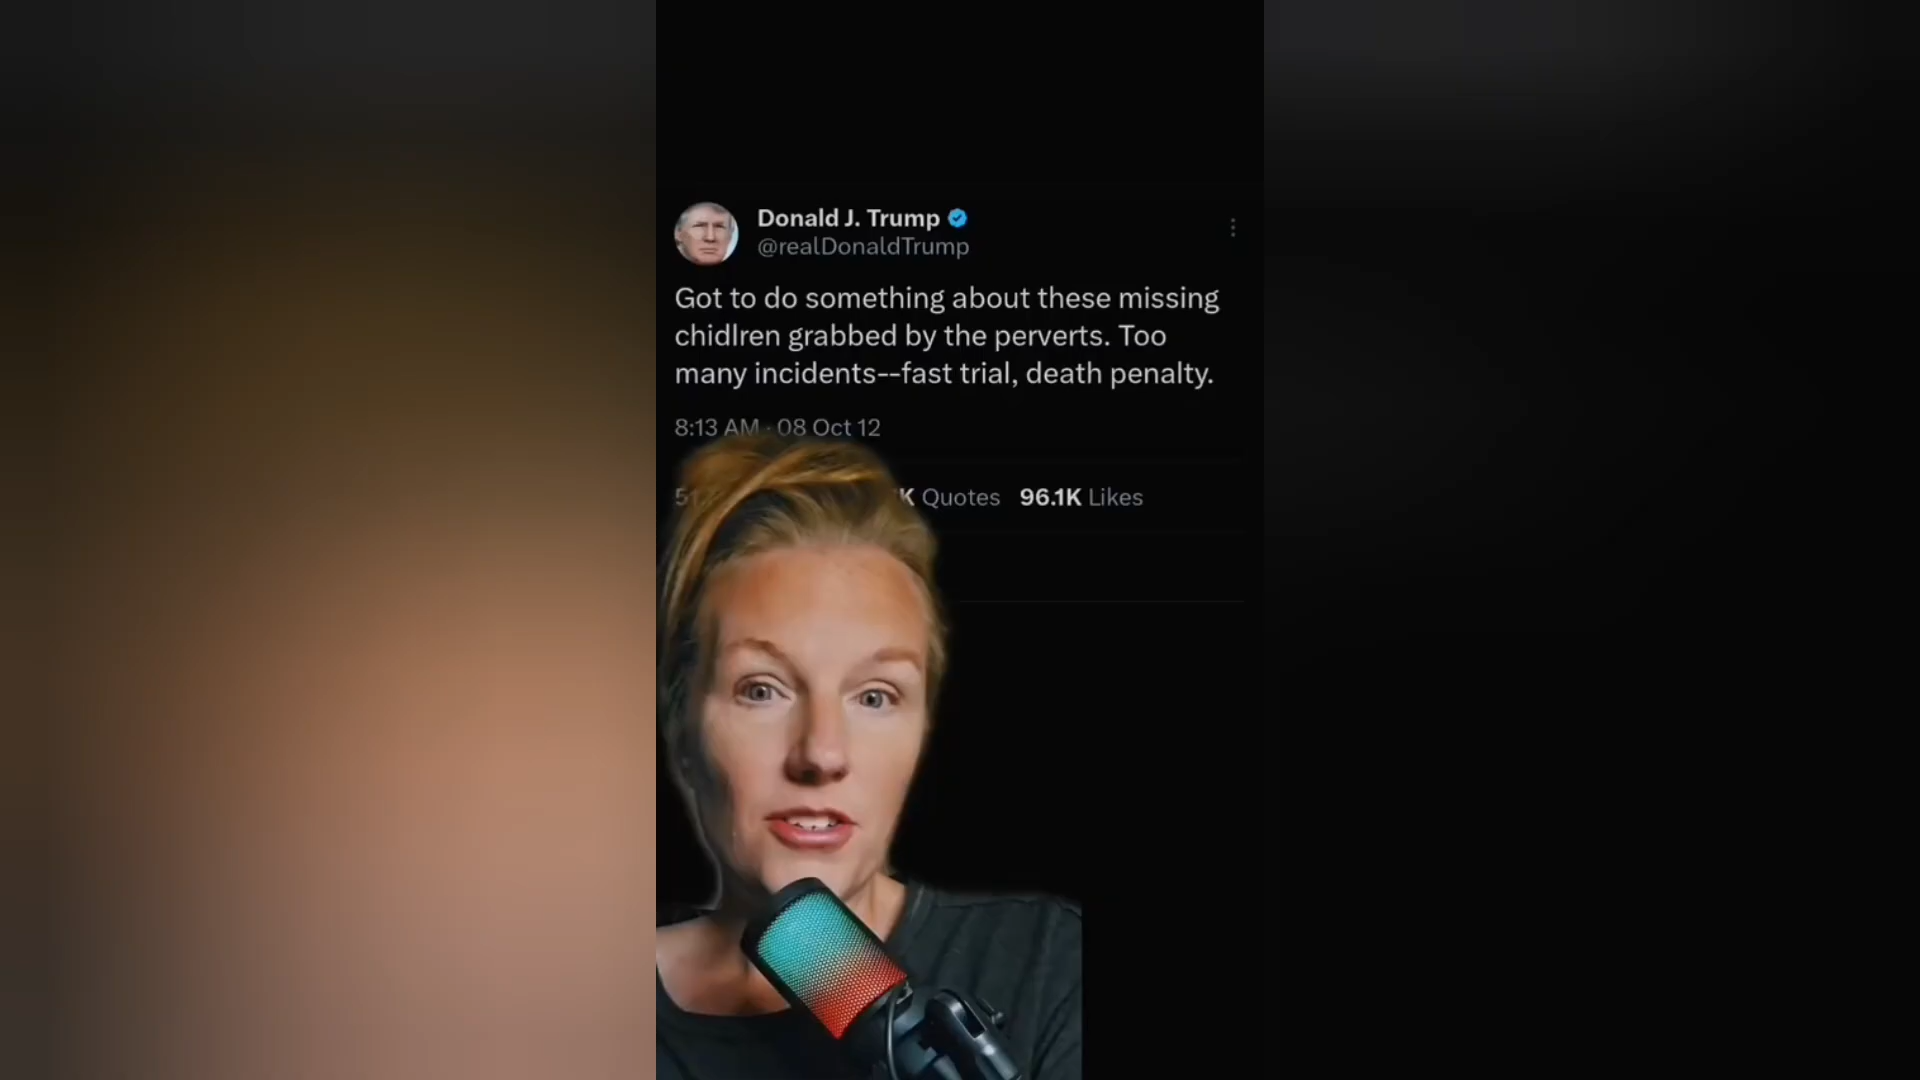 Donald J. Trump
@realDonaldTrump
Got to do something about these missing
chidlren grabbed by the perverts. Too
many incidents--fast trial, death penalty.
8:13 AM · 08 Oct 12
K Quotes 96.1K Likes